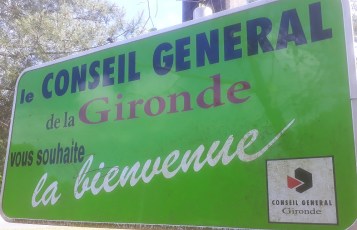 le CONSEIL GENERAL
de la Gironde
vous souhaite
la bienvenue
CONSEIL GENERAL
Gironde